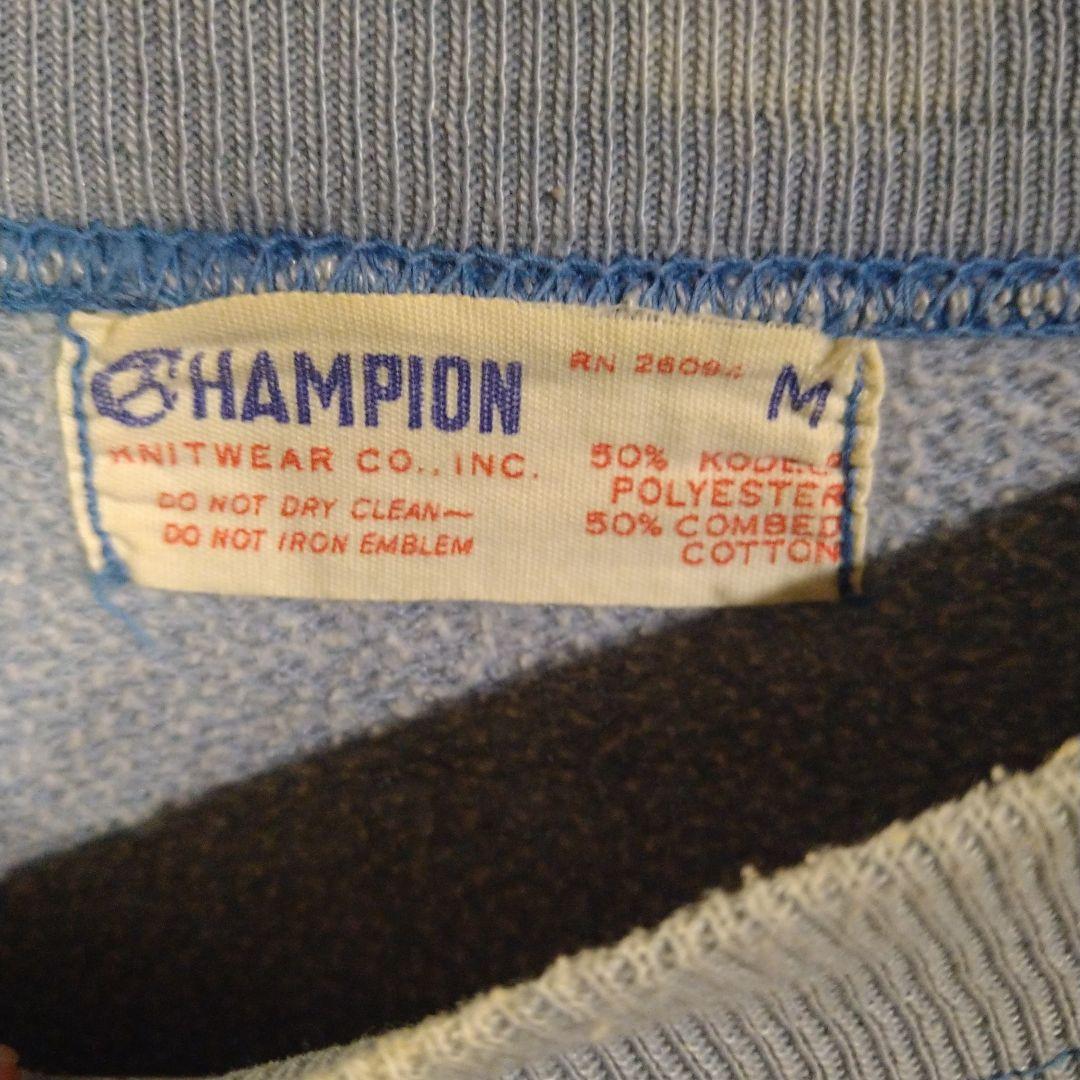 CHAMPION
RN 26094
M
KNITWEAR CO., INC.
DO NOT DRY CLEAN—
DO NOT IRON EMBLEM
50% KODEL
POLYESTER
50% COMBED
COTTON